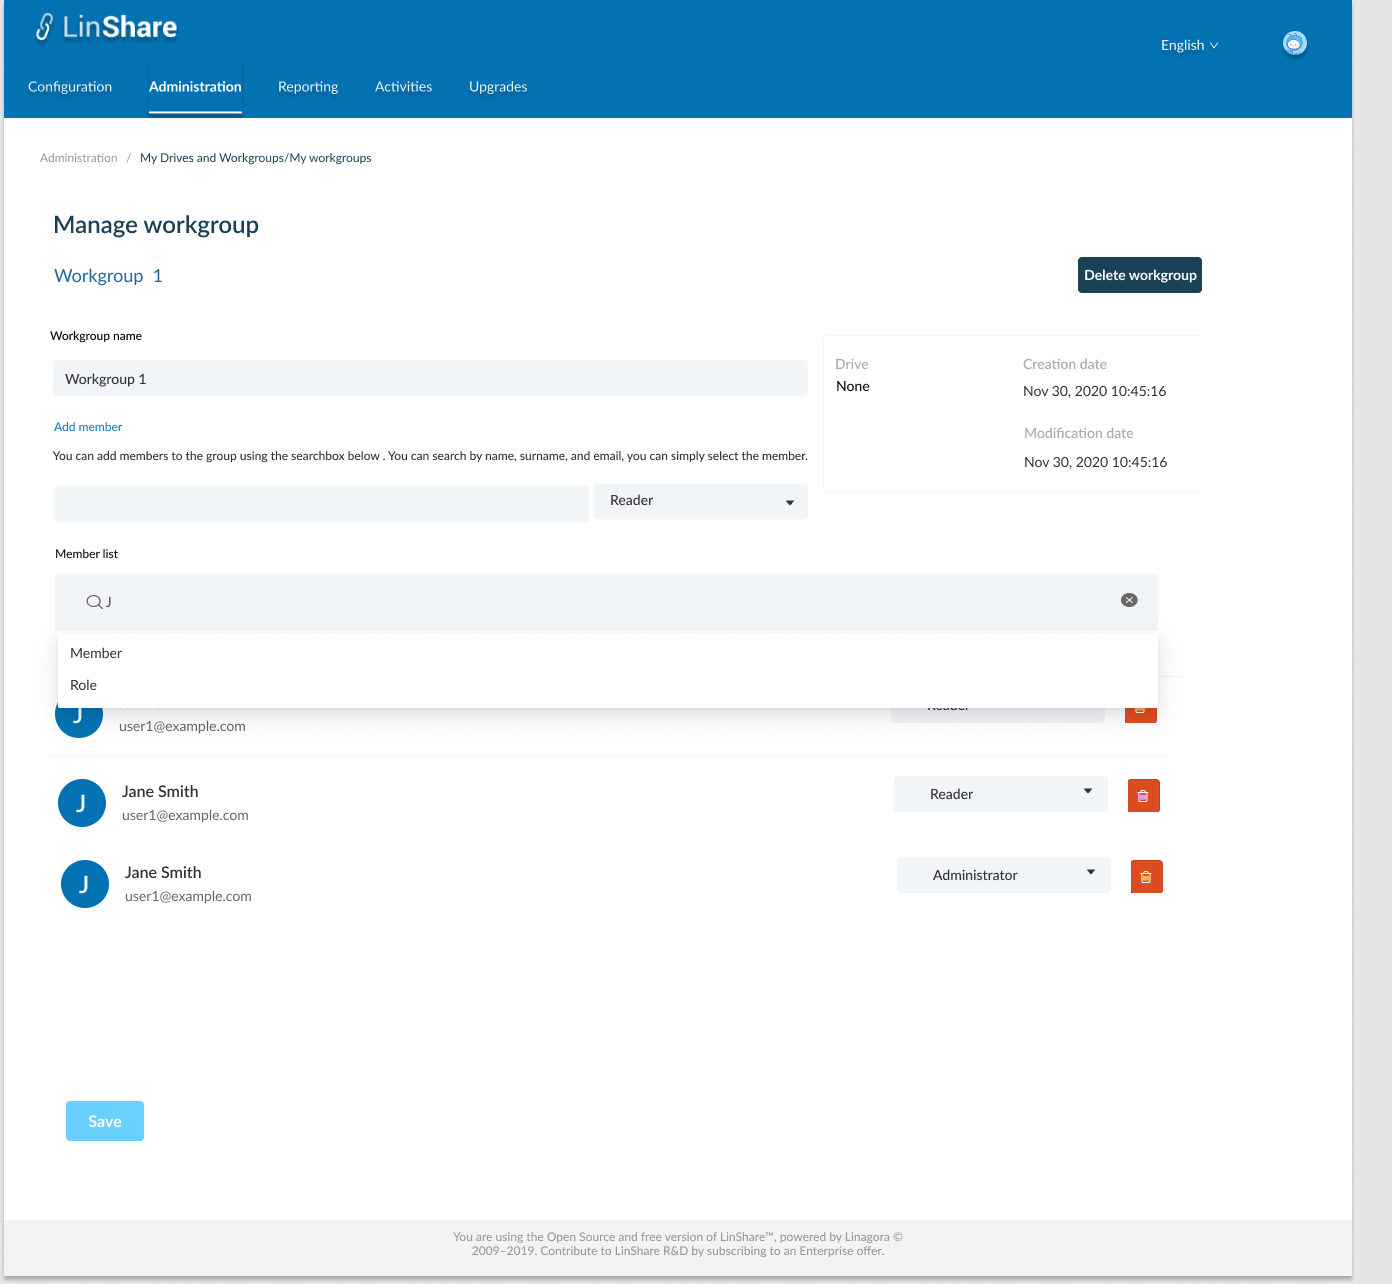 LinShare
English
Configuration Administration Reporting Activities Upgrades
Administration / My Drives and Workgroups/My workgroups
Manage workgroup
Workgroup 1
Delete workgroup
Workgroup name
Workgroup 1
Drive
None
Creation date
Nov 30, 2020 10:45:16
Modification date
Nov 30, 2020 10:45:16
Add member
You can add members to the group using the searchbox below . You can search by name, surname, and email, you can simply select the member.
Reader
Member list
J
Member
Role
J
user1@example.com
Reader
J
Jane Smith
user1@example.com
Reader
J
Jane Smith
user1@example.com
Administrator
Save
You are using the Open Source and free version of LinShare™, powered by Linagora ©
2009–2019. Contribute to LinShare R&D by subscribing to an Enterprise offer.